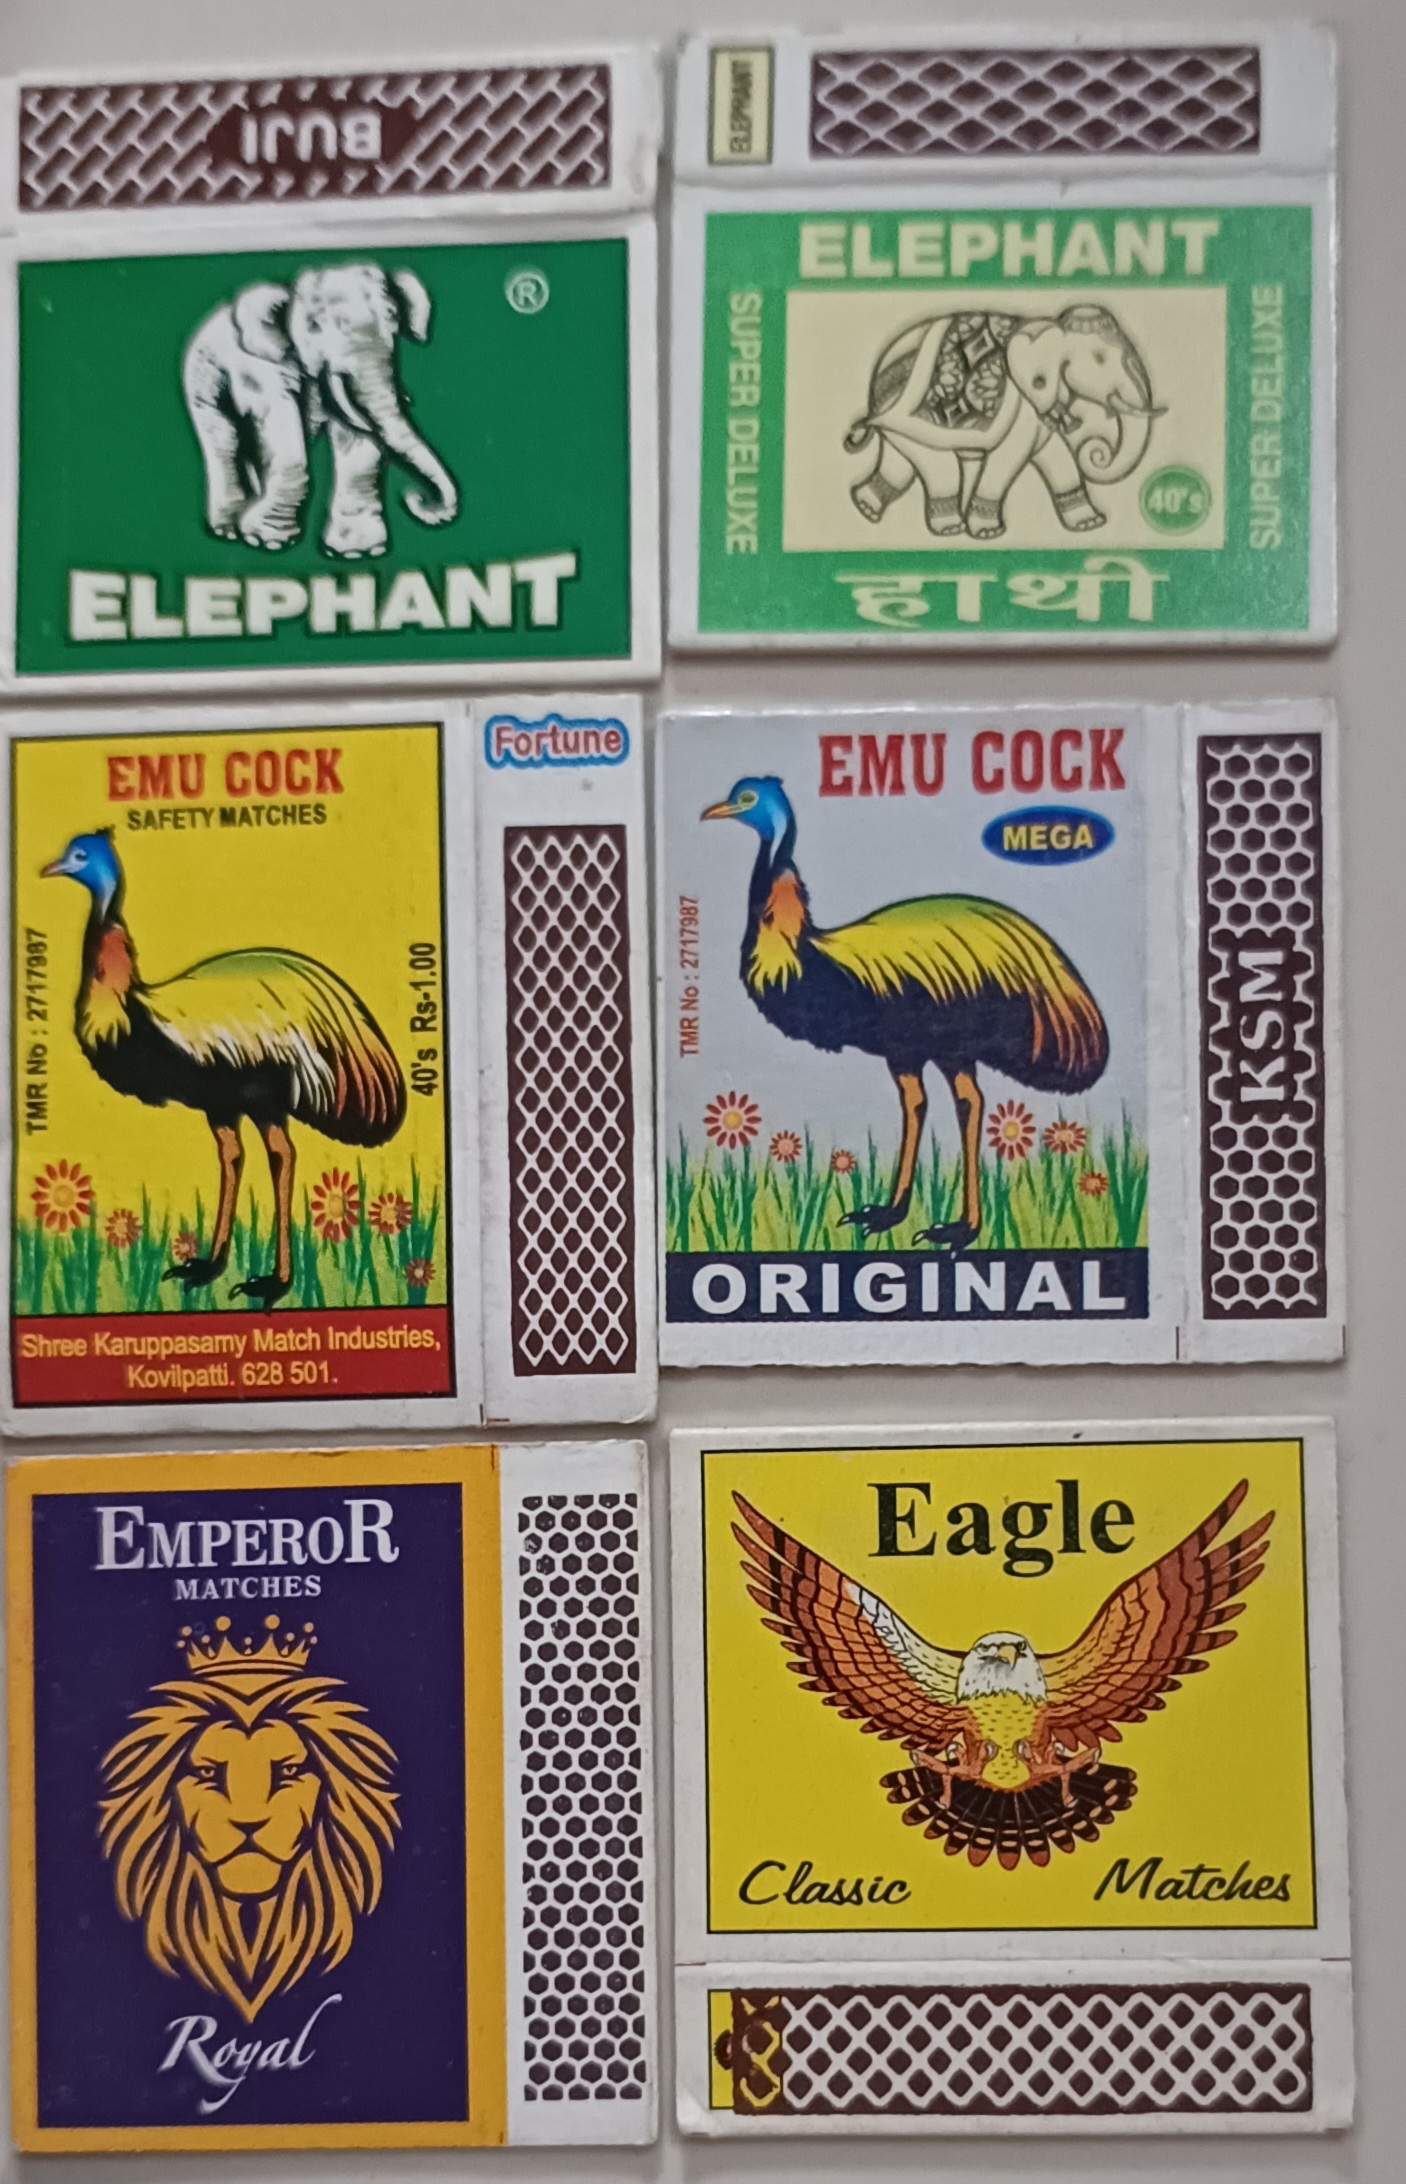 BUJI
®
ELEPHANT
ELEPHANT
ELEPHANT
SUPER DELUXE
SUPER DELUXE
40's
हाथी
EMU COCK
SAFETY MATCHES
TMR No : 2717987
40's Rs-1.00
Shree Karuppasamy Match Industries,
Kovilpatti. 628 501.
Fortune
EMU COCK
MEGA
TMR No : 2717987
ORIGINAL
KSM
EMPEROR
MATCHES
Royal
Eagle
Classic Matches